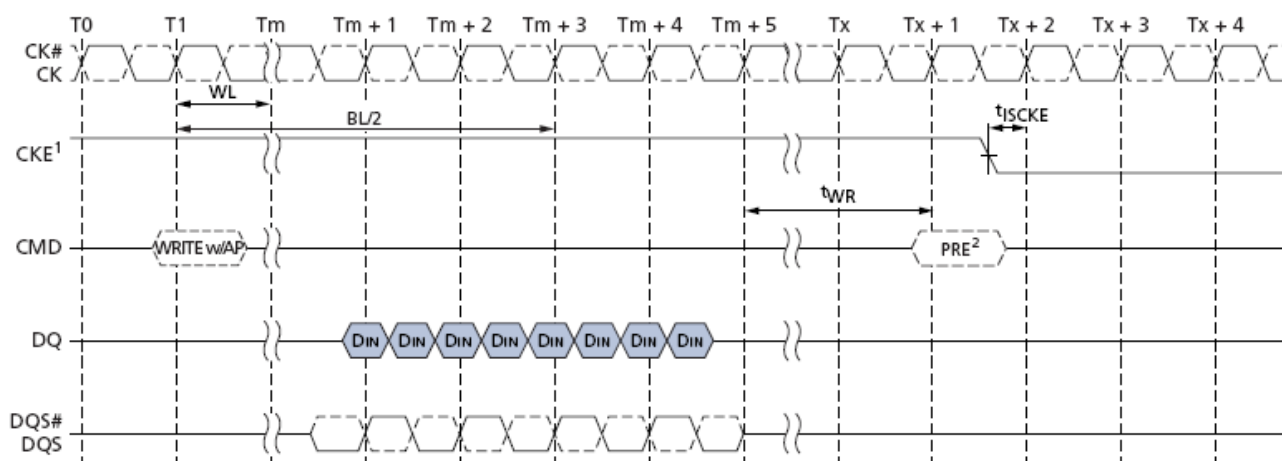 T0 T1 Tm Tm + 1 Tm + 2 Tm + 3 Tm + 4 Tm + 5 Tx Tx + 1 Tx + 2 Tx + 3 Tx + 4
CK#
CK
WL
BL/2
tISCKE
CKE1
tWR
CMD WRITE w/AP PRE2
DQ DIN DIN DIN DIN DIN DIN DIN DIN
DQS#
DQS